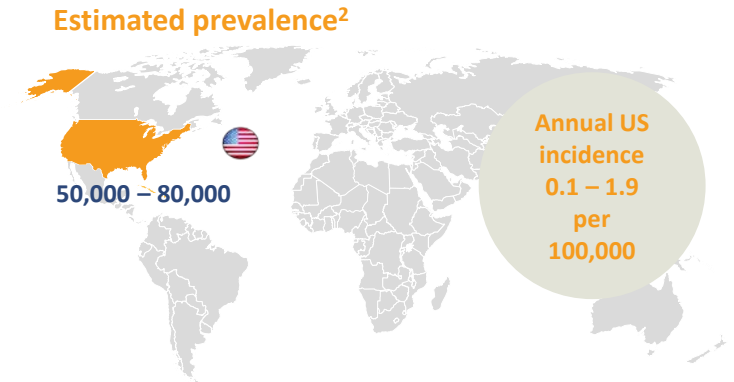 Estimated prevalence²
Annual US
incidence
0.1 – 1.9
per
100,000
50,000 – 80,000